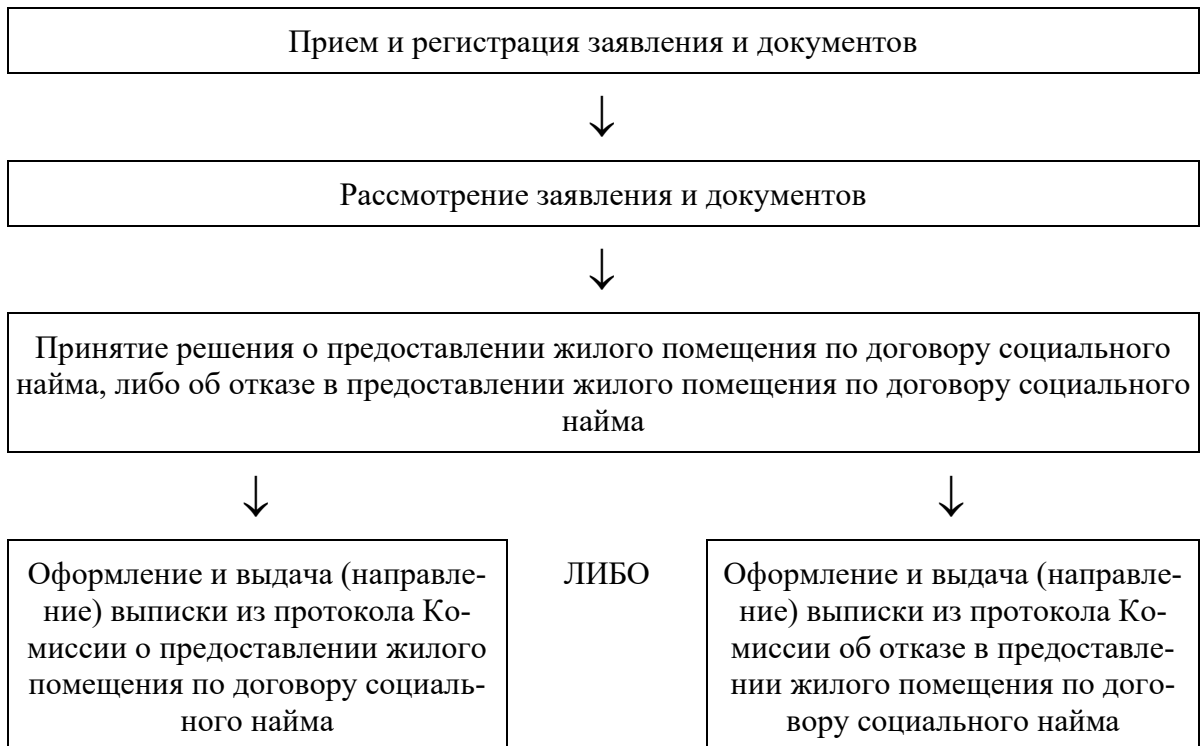 Прием и регистрация заявления и документов
↓
Рассмотрение заявления и документов
↓
Принятие решения о предоставлении жилого помещения по договору социального
найма, либо об отказе в предоставлении жилого помещения по договору социального
найма
↓ ↓
Оформление и выдача (направле-
ние) выписки из протокола Ко-
миссии о предоставлении жилого
помещения по договору социаль-
ного найма
ЛИБО
Оформление и выдача (направле-
ние) выписки из протокола Ко-
миссии об отказе в предоставле-
нии жилого помещения по дого-
вору социального найма